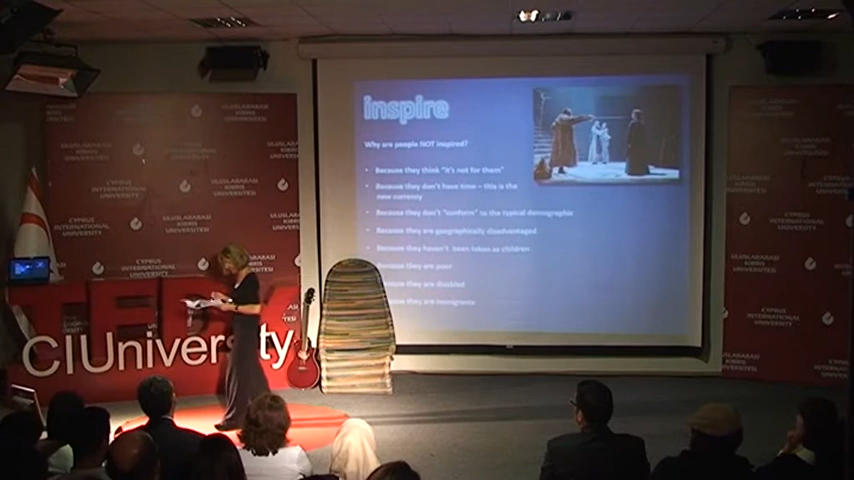 inspire
Why are people NOT inspired?
• Because they think "it's not for them"
• Because they don't have time – this is the
new currency
• Because they don't "conform" to the typical demographic
• Because they are geographically disadvantaged
• Because they haven't been taken as children
Because they are poor
cause they are disabled
cause they are immigrants
TEDx
CIUniversity
ULUSLARARASI
KIBRIS
ÜNİVERSİTESİ
CYPRUS
INTERNATIONAL
UNIVERSITY